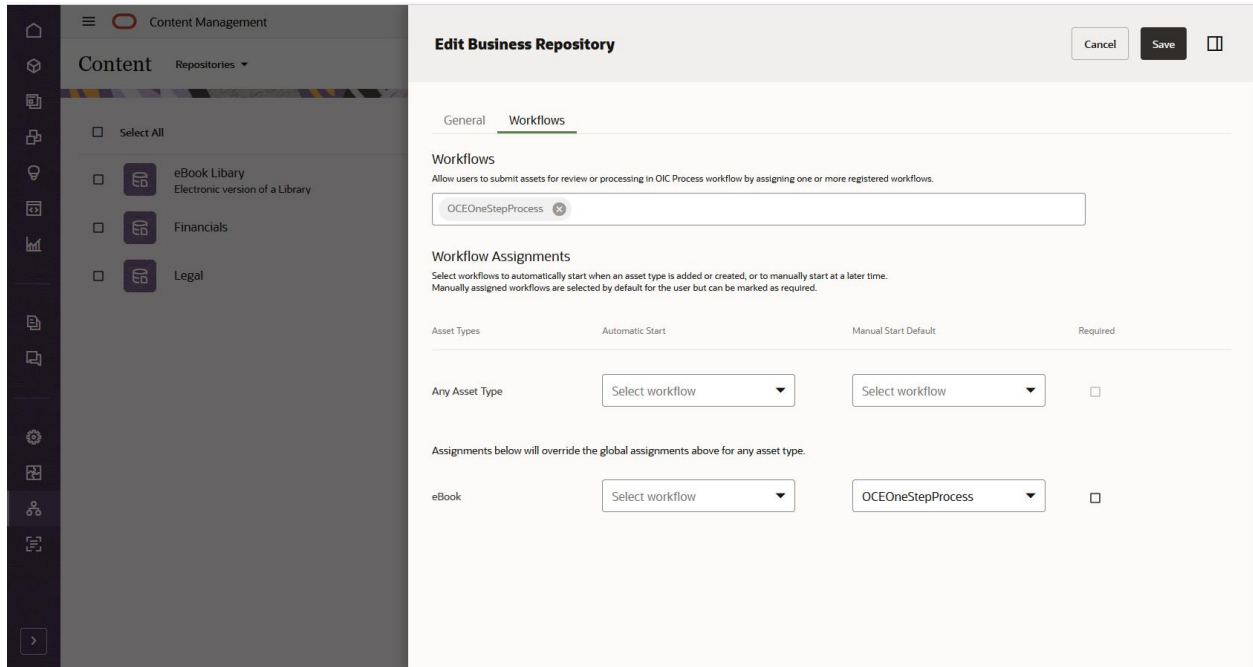 Content Management
Content
Repositories
Select All
eBook Libary
Electronic version of a Library
Financials
Legal
Edit Business Repository
Cancel
Save
General
Workflows
Workflows
Allow users to submit assets for review or processing in OIC Process workflow by assigning one or more registered workflows.
OCEOneStepProcess
Workflow Assignments
Select workflows to automatically start when an asset type is added or created, or to manually start at a later time.
Manually assigned workflows are selected by default for the user but can be marked as required.
Asset Types
Automatic Start
Manual Start Default
Required
Any Asset Type
Select workflow
Select workflow
Assignments below will override the global assignments above for any asset type.
eBook
Select workflow
OCEOneStepProcess